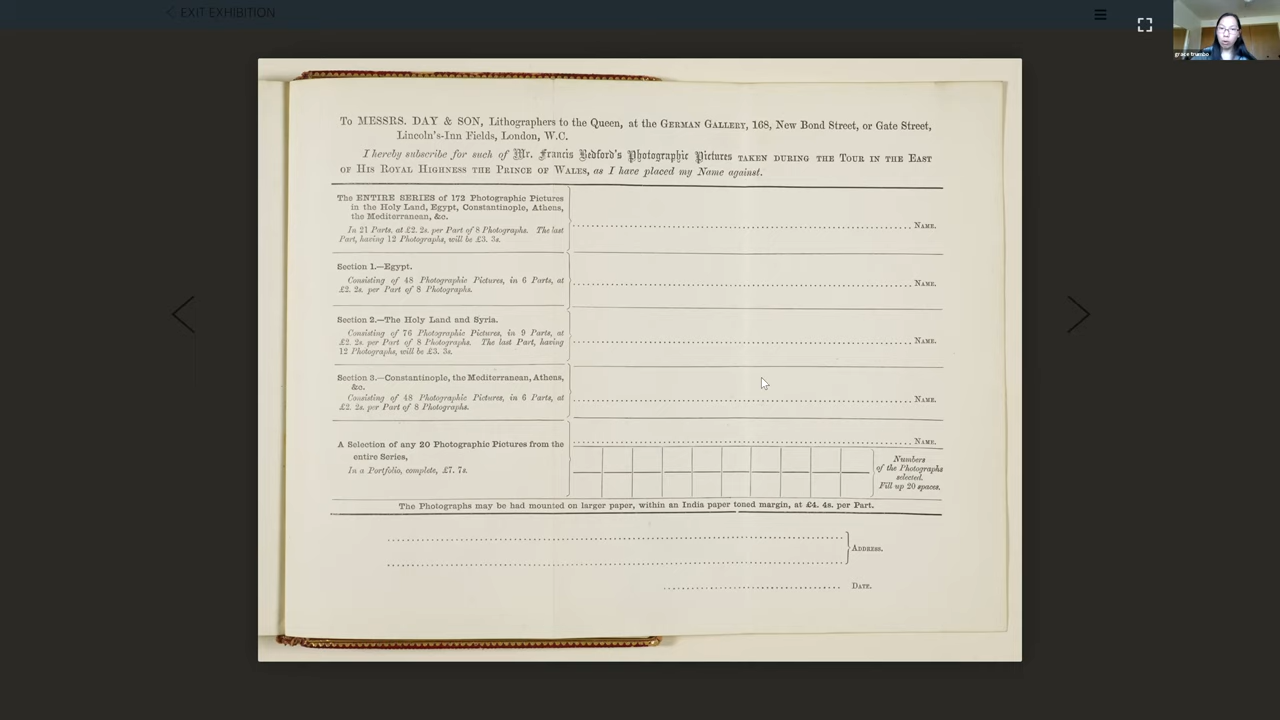 EXIT EXHIBITION
grace trumbo
To MESSRS. DAY & SON, Lithographers to the Queen, at the GERMAN GALLERY, 168, New Bond Street, or Gate Street,
Lincoln's-Inn Fields, London, W.C.
I hereby subscribe for such of Mr. Francis Bedford's Photographic Pictures TAKEN DURING THE TOUR IN THE EAST
OF HIS ROYAL HIGHNESS THE PRINCE OF WALES, as I have placed my Name against.
The ENTIRE SERIES of 172 Photographic Pictures
in the Holy Land, Egypt, Constantinople, Athens,
the Mediterranean, &c.
In 21 Parts, at £2. 2s. per Part of 8 Photographs. The last
Part, having 12 Photographs, will be £3. 3s.
NAME.
Section 1.—Egypt.
Consisting of 48 Photographic Pictures, in 6 Parts, at
£2. 2s. per Part of 8 Photographs.
NAME.
Section 2.—The Holy Land and Syria.
Consisting of 76 Photographic Pictures, in 9 Parts, at
£2. 2s. per Part of 8 Photographs. The last Part, having
12 Photographs, will be £3. 3s.
NAME.
Section 3.—Constantinople, the Mediterranean, Athens,
&c.
Consisting of 48 Photographic Pictures, in 6 Parts, at
£2. 2s. per Part of 8 Photographs.
NAME.
A Selection of any 20 Photographic Pictures from the
entire Series,
In a Portfolio, complete, £7. 7s.
NAME.
Numbers
of the Photographs
selected.
Fill up 20 spaces.
The Photographs may be had mounted on larger paper, within an India paper toned margin, at £4. 4s. per Part.
ADDRESS.
DATE.